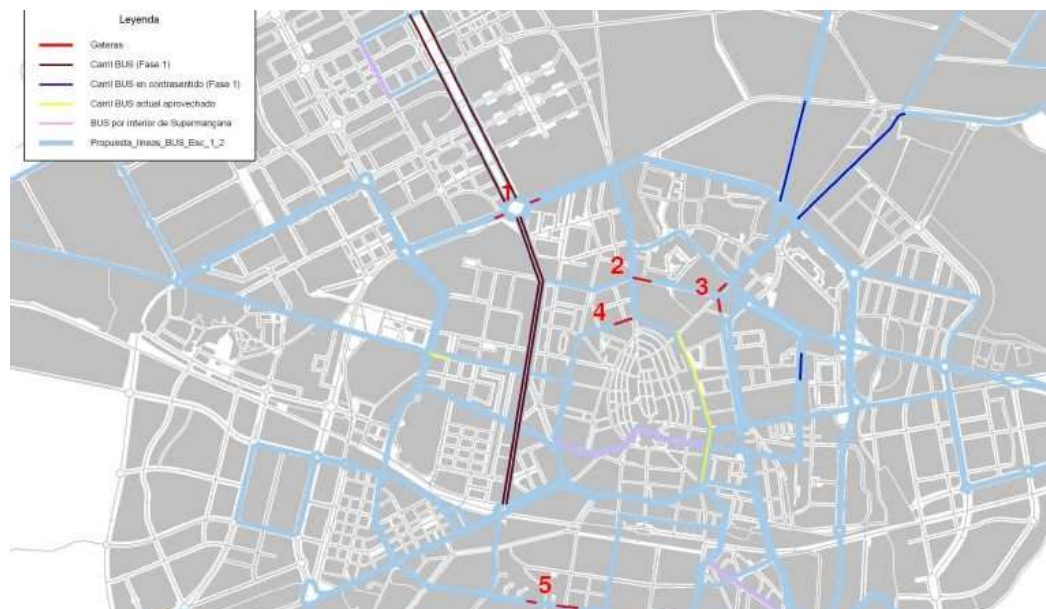 Leyenda
Gateras
Carril BUS (Fase 1)
Carril BUS en contrasentido (Fase 1)
Carril BUS actual aprovechado
BUS por interior de Supermançana
Propuesta_lineas_BUS_Esc_1_2
1
2
3
4
5